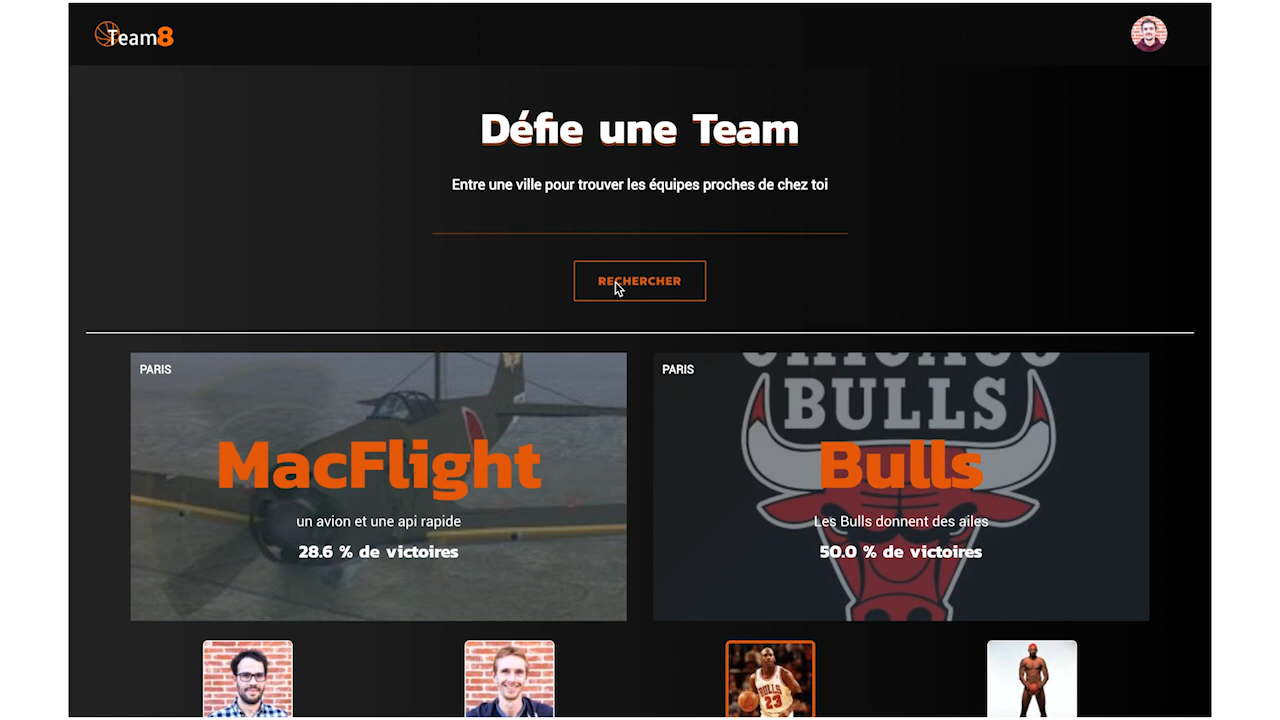 Team8
Défie une Team
Entre une ville pour trouver les équipes proches de chez toi
RECHERCHER
PARIS
MacFlight
un avion et une api rapide
28.6 % de victoires
PARIS
CHICAGO
BULLS
Bulls
Les Bulls donnent des ailes
50.0 % de victoires
BULLS
23